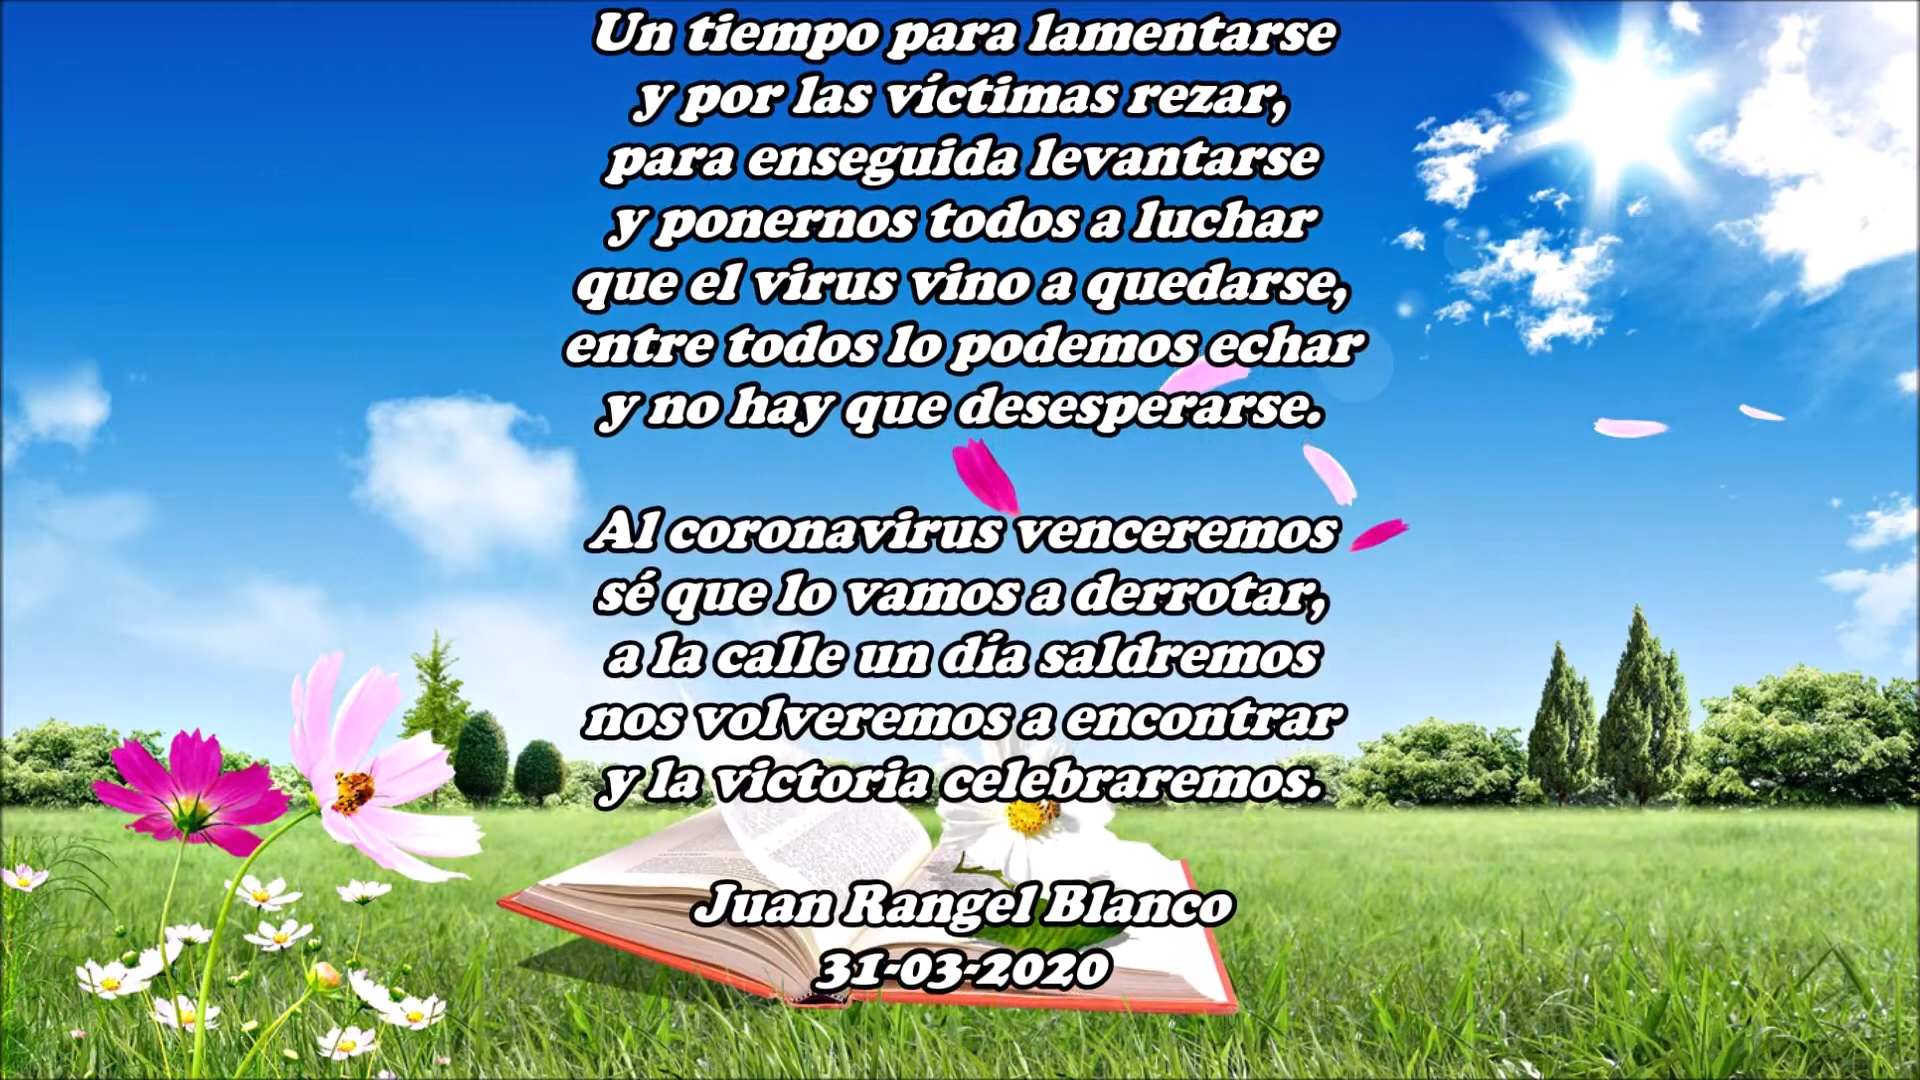 Un tiempo para lamentarse
y por las víctimas rezar,
para enseguida levantarse
y ponernos todos a luchar
que el virus vino a quedarse,
entre todos lo podemos echar
y no hay que desesperarse.
Al coronavirus venceremos
sé que lo vamos a derrotar,
a la calle un día saldremos
nos volveremos a encontrar
y la victoria celebraremos.
Juan Rangel Blanco
31-03-2020